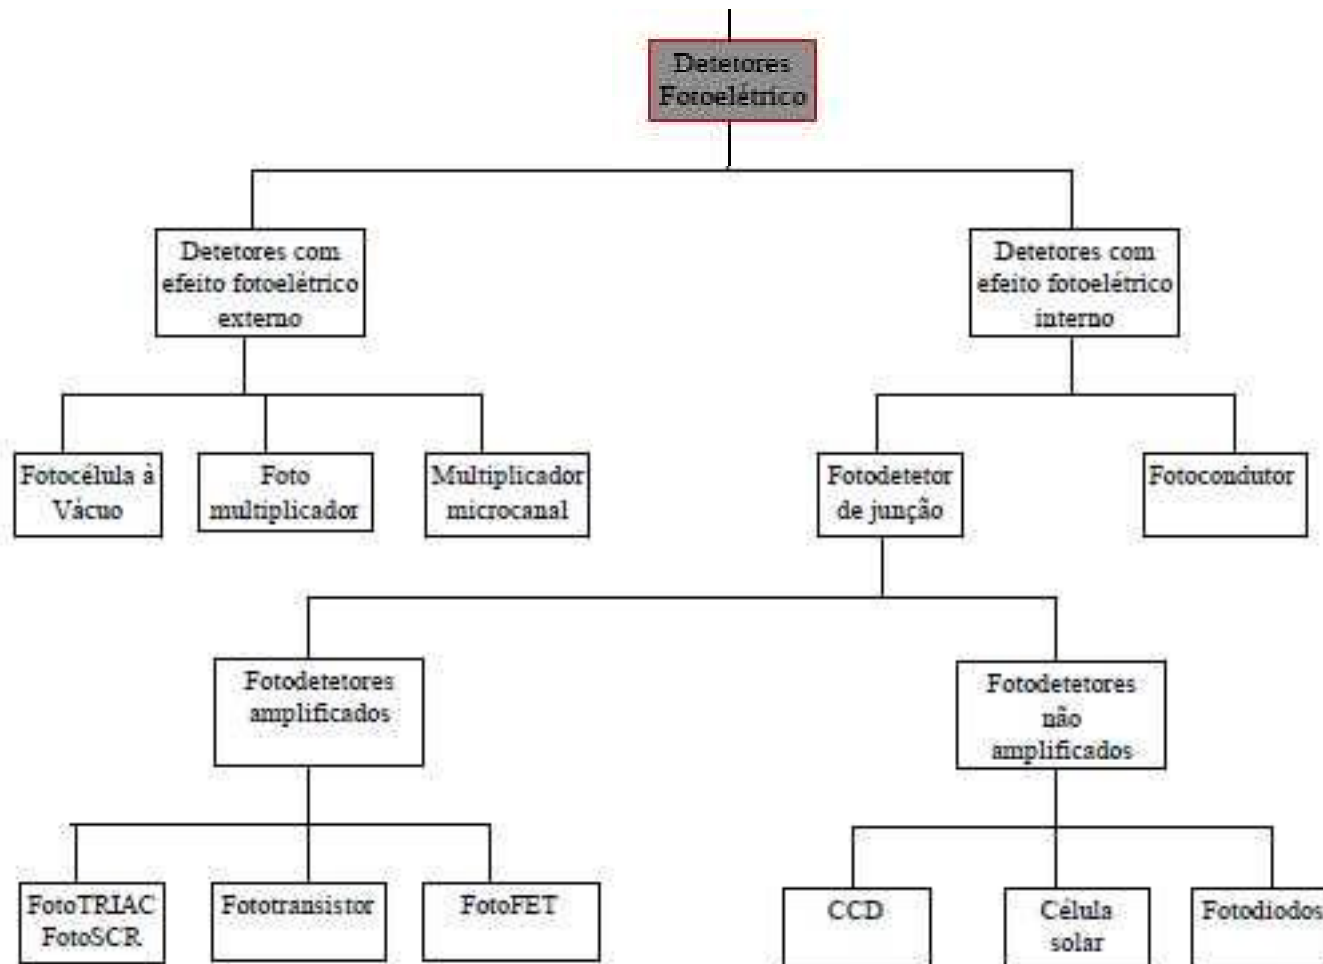 Detetores
Fotoelétrico
Detetores com
efeito fotoelétrico
externo
Detetores com
efeito fotoelétrico
interno
Fotocélula à
Vácuo
Foto
multiplicador
Multiplicador
microcanal
Fotodetetor
de junção
Fotocondutor
Fotodetetores
amplificados
Fotodetetores
não
amplificados
FotoTRIAC
FotoSCR
Fototransistor
FotoFET
CCD
Célula
solar
Fotodiodos